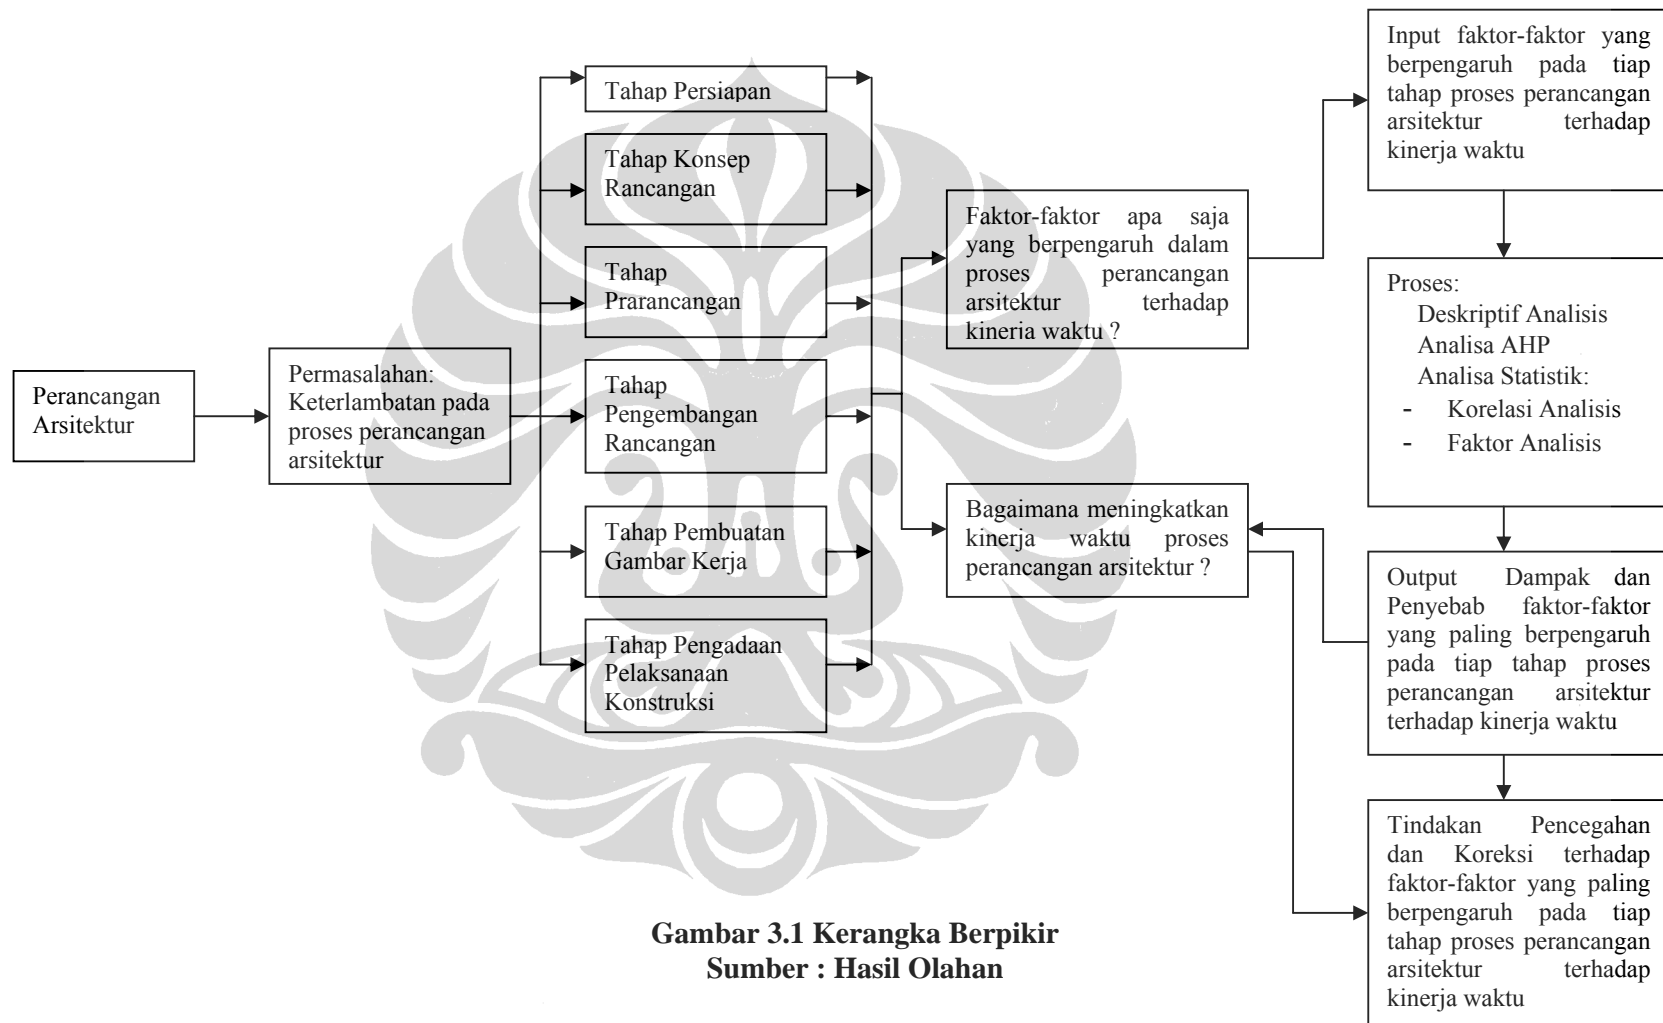 Perancangan
Arsitektur
Permasalahan:
Keterlambatan pada
proses perancangan
arsitektur
Tahap Persiapan
Tahap Konsep
Rancangan
Tahap
Prarancangan
Tahap
Pengembangan
Rancangan
Tahap Pembuatan
Gambar Kerja
Tahap Pengadaan
Pelaksanaan
Konstruksi
Faktor-faktor apa saja
yang berpengaruh dalam
proses perancangan
arsitektur terhadap
kinerja waktu ?
Bagaimana meningkatkan
kinerja waktu proses
perancangan arsitektur ?
Input faktor-faktor yang
berpengaruh pada tiap
tahap proses perancangan
arsitektur terhadap
kinerja waktu
Proses:
Deskriptif Analisis
Analisa AHP
Analisa Statistik:
- Korelasi Analisis
- Faktor Analisis
Output Dampak dan
Penyebab faktor-faktor
yang paling berpengaruh
pada tiap tahap proses
perancangan arsitektur
terhadap kinerja waktu
Tindakan Pencegahan
dan Koreksi terhadap
faktor-faktor yang paling
berpengaruh pada tiap
tahap proses perancangan
arsitektur terhadap
kinerja waktu
Gambar 3.1 Kerangka Berpikir
Sumber : Hasil Olahan